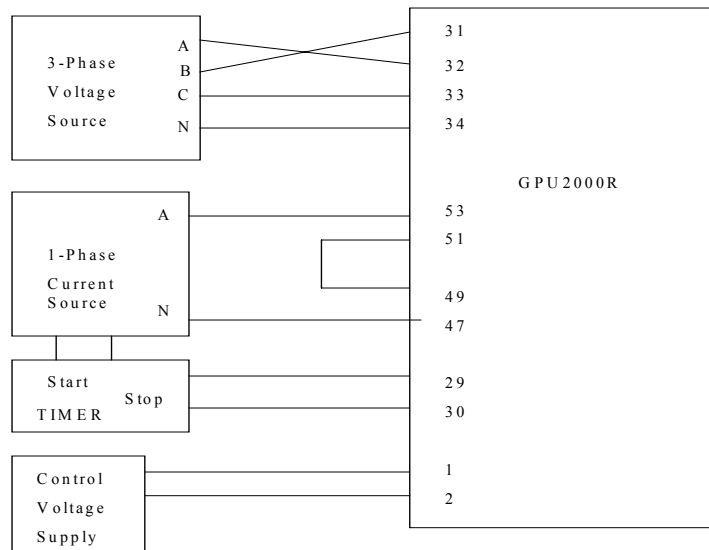 3-Phase
Voltage
Source
A
B
C
N
31
32
33
34
GPU2000R
1-Phase
Current
Source
A
N
53
51
49
47
Start
Stop
TIMER
29
30
Control
Voltage
Supply
1
2